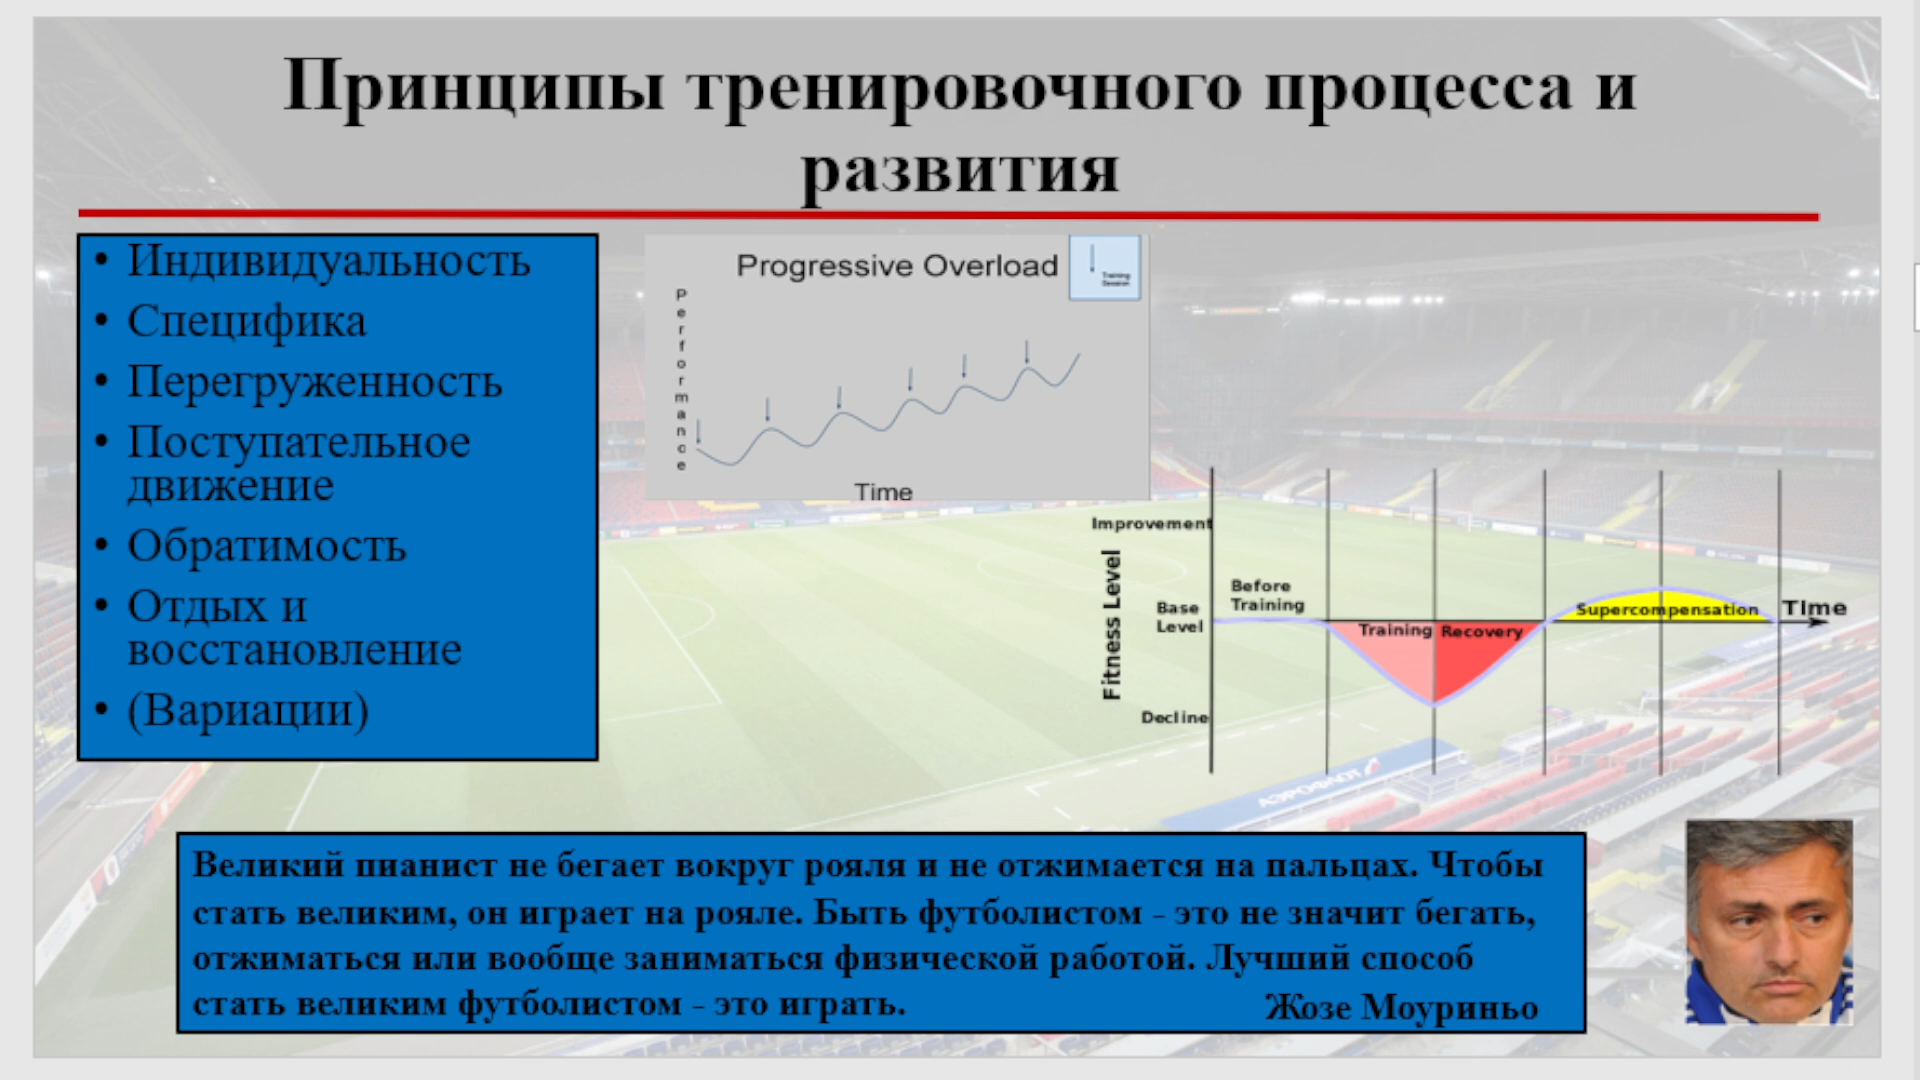 Принципы тренировочного процесса и
развития
• Индивидуальность
• Специфика
• Перегруженность
• Поступательное
движение
• Обратимость
• Отдых и
восстановление
• (Вариации)
Progressive Overload
Training
Session
Performance
Time
Improvement
Fitness Level
Before
Training
Base
Level
Training
Recovery
Supercompensation
Time
Decline
АЭРОФЛОТ
Великий пианист не бегает вокруг рояля и не отжимается на пальцах. Чтобы
стать великим, он играет на рояле. Быть футболистом - это не значит бегать,
отжиматься или вообще заниматься физической работой. Лучший способ
стать великим футболистом - это играть.
Жозе Моуриньо